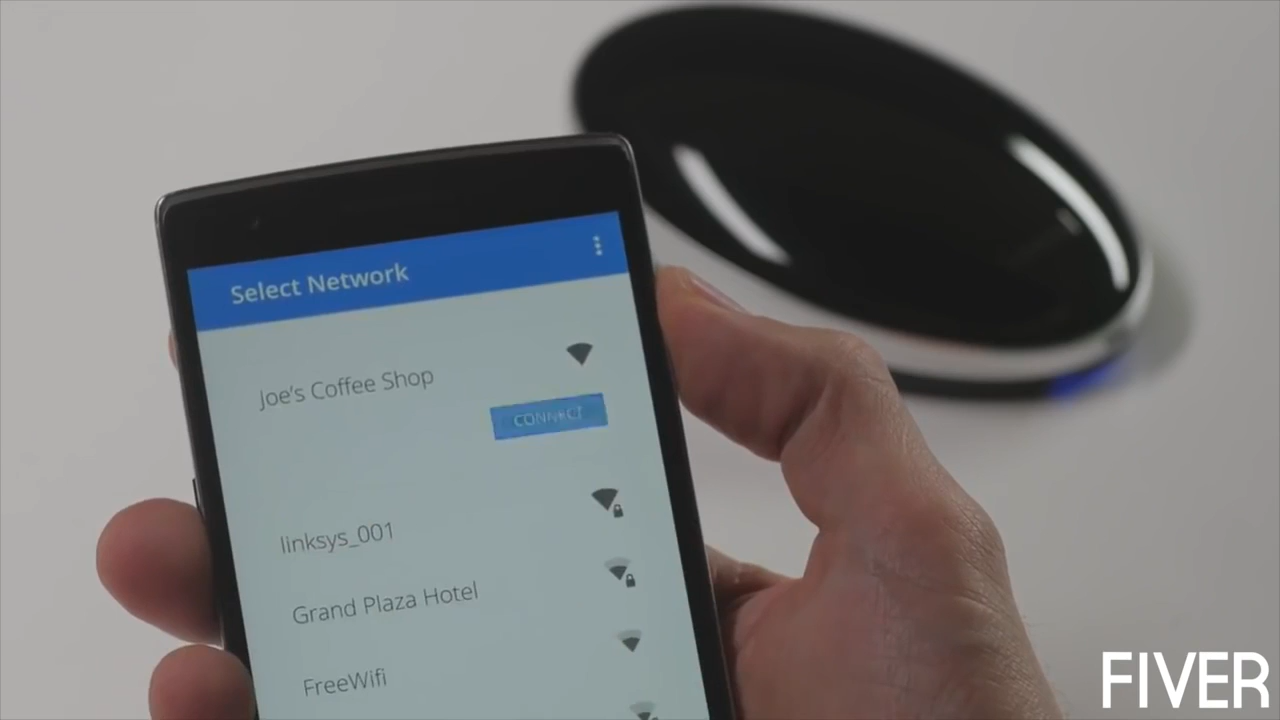 Select Network
Joe's Coffee Shop
CONNECT
linksys_001
Grand Plaza Hotel
FreeWifi
FIVER